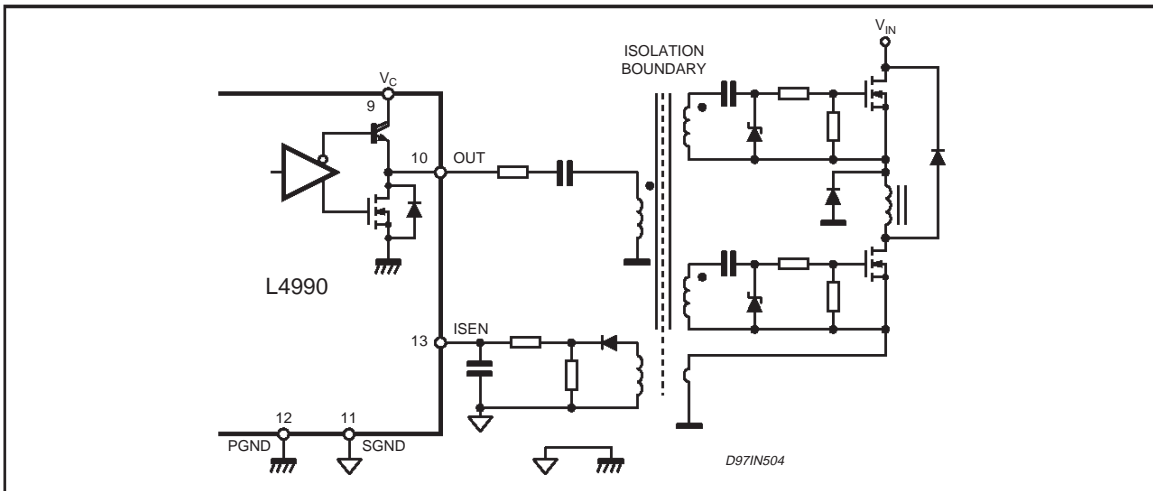 V_IN
ISOLATION
BOUNDARY
V_C
9
10
OUT
L4990
13
ISEN
12
11
PGND
SGND
D97IN504